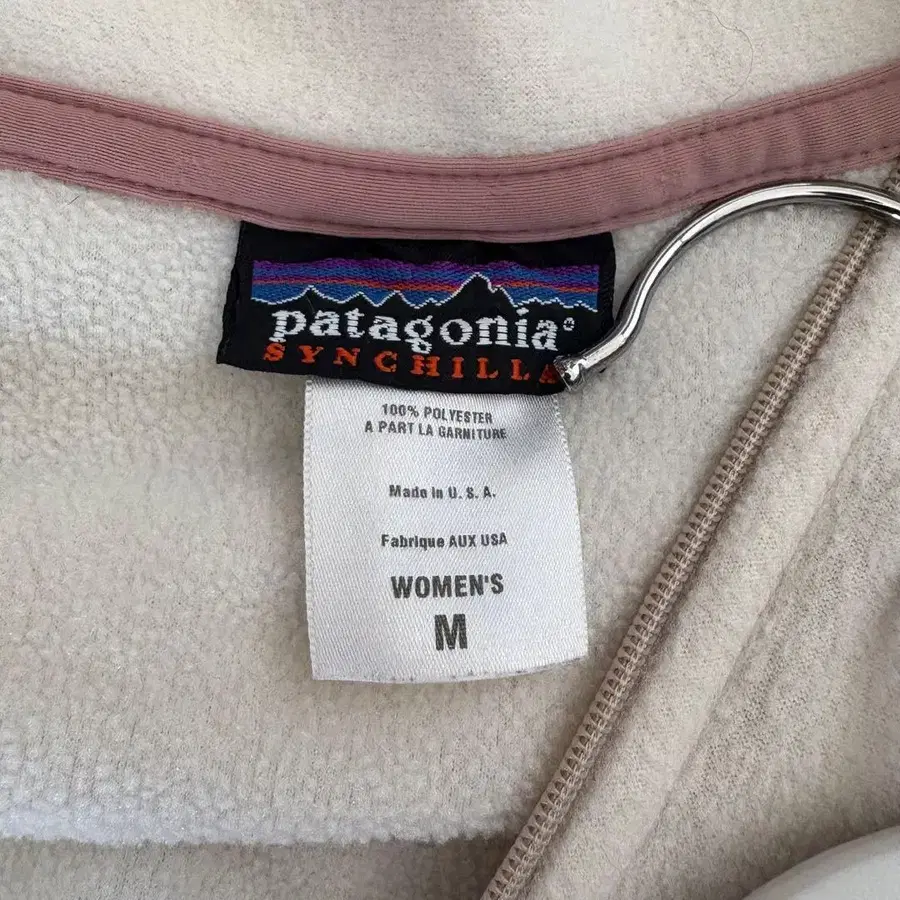 patagonia®
SYNCHILLA
100% POLYESTER
A PART LA GARNITURE
Made in U. S. A.
Fabrique AUX USA
WOMEN'S
M